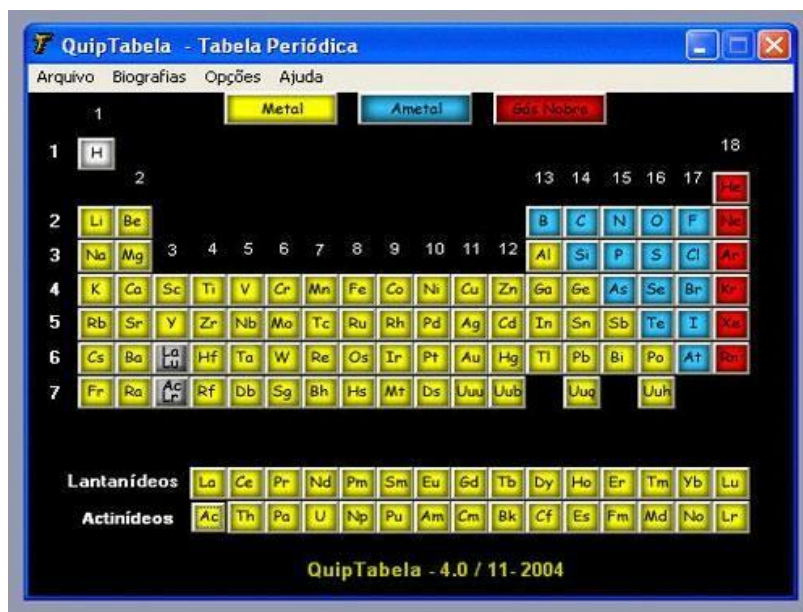 QuipTabela - Tabela Periódica
Arquivo Biografias Opções Ajuda
1 Metal Ametal Gás Nobre
18
1 H
2 13 14 15 16 17 He
2 Li Be B C N O F Ne
3 Na Mg 3 4 5 6 7 8 9 10 11 12 Al Si P S Cl Ar
4 K Ca Sc Ti V Cr Mn Fe Co Ni Cu Zn Ga Ge As Se Br Kr
5 Rb Sr Y Zr Nb Mo Tc Ru Rh Pd Ag Cd In Sn Sb Te I Xe
6 Cs Ba La Lu Hf Ta W Re Os Ir Pt Au Hg Tl Pb Bi Po At Rn
7 Fr Ra Ac Lr Rf Db Sg Bh Hs Mt Ds Uuu Uub Uuq Uuh
Lantanídeos La Ce Pr Nd Pm Sm Eu Gd Tb Dy Ho Er Tm Yb Lu
Actinídeos Ac Th Pa U Np Pu Am Cm Bk Cf Es Fm Md No Lr
QuipTabela - 4.0 / 11- 2004